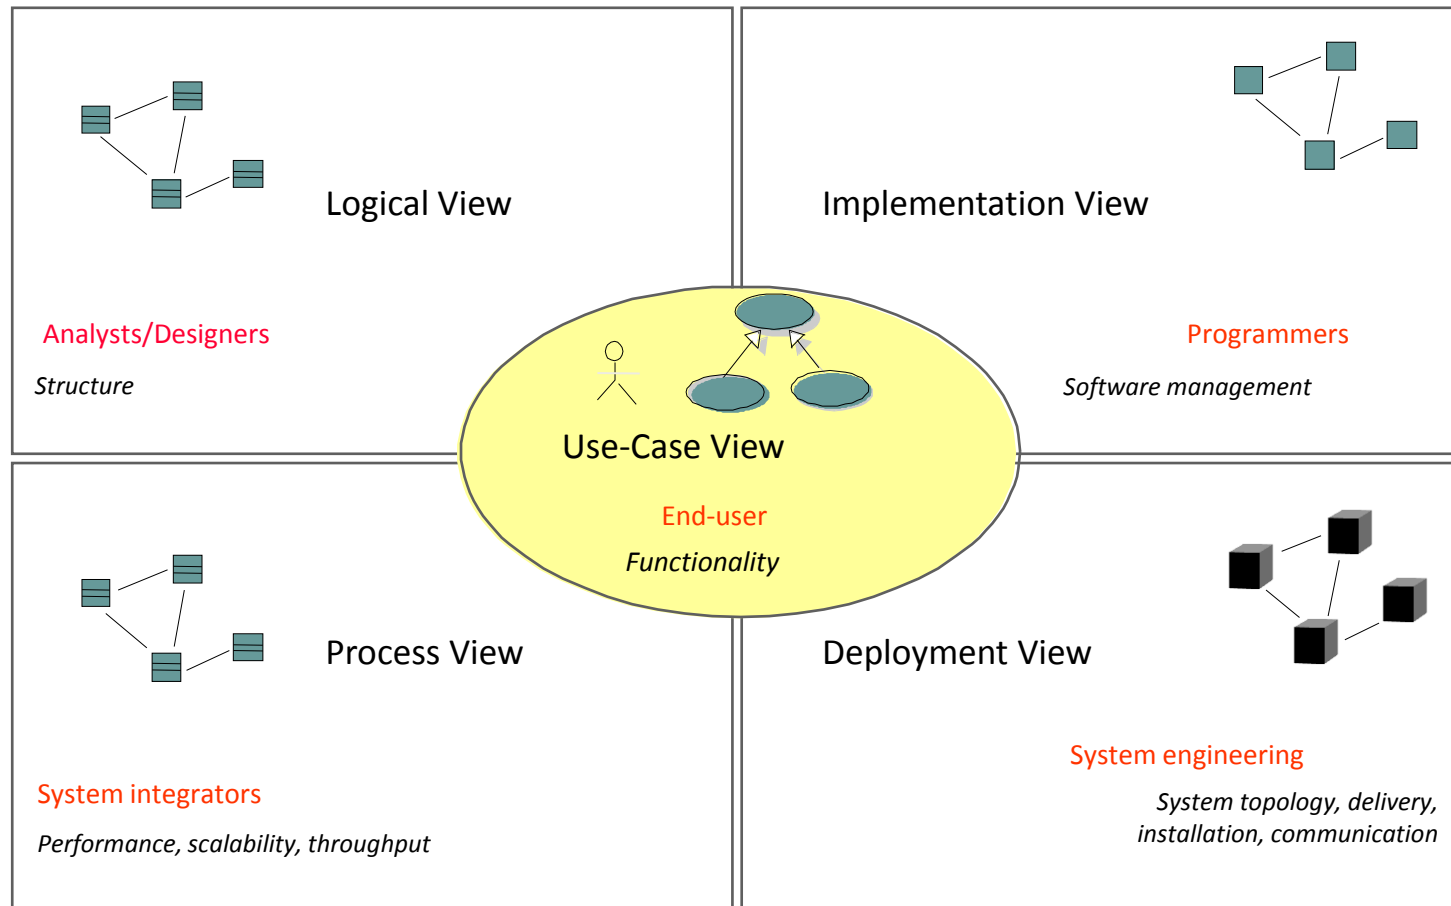 Logical View
Analysts/Designers
Structure
Implementation View
Programmers
Software management
Use-Case View
End-user
Functionality
Process View
System integrators
Performance, scalability, throughput
Deployment View
System engineering
System topology, delivery,
installation, communication